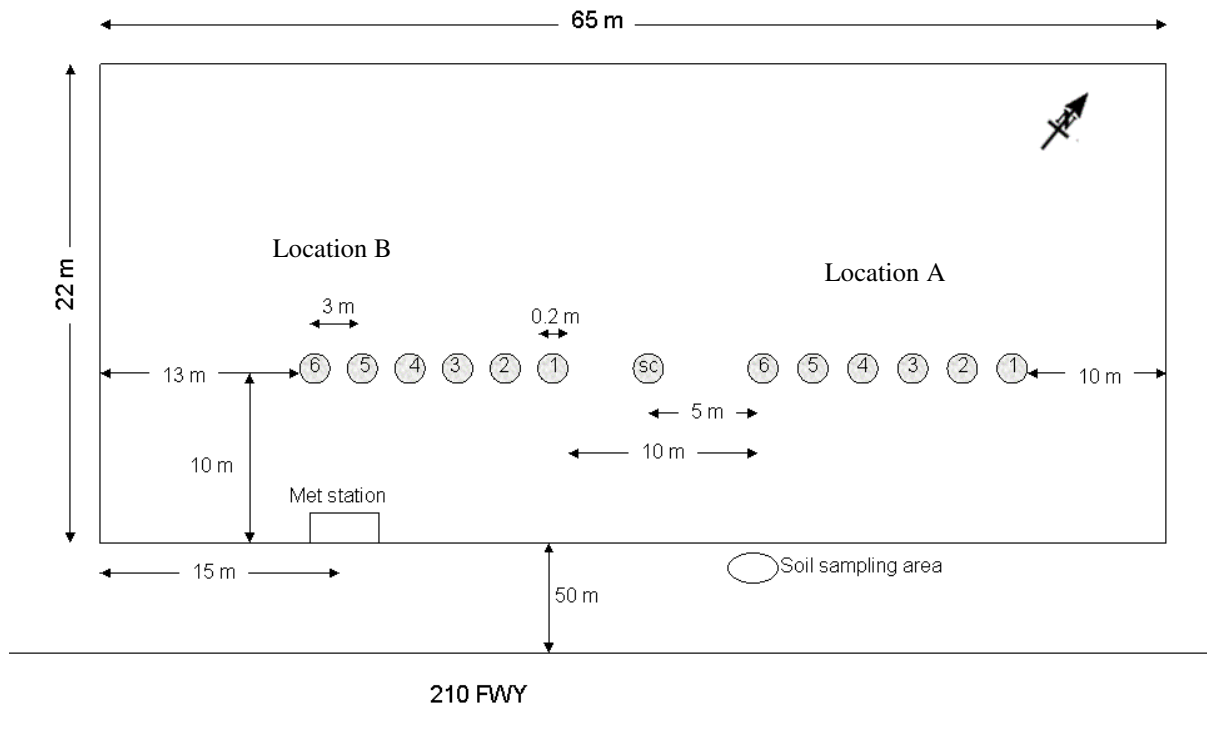 65 m
N
22 m
Location B
Location A
3 m
0.2 m
6 5 4 3 2 1 sc 6 5 4 3 2 1
13 m
10 m
5 m
10 m
10 m
Met station
15 m
Soil sampling area
50 m
210 FWY